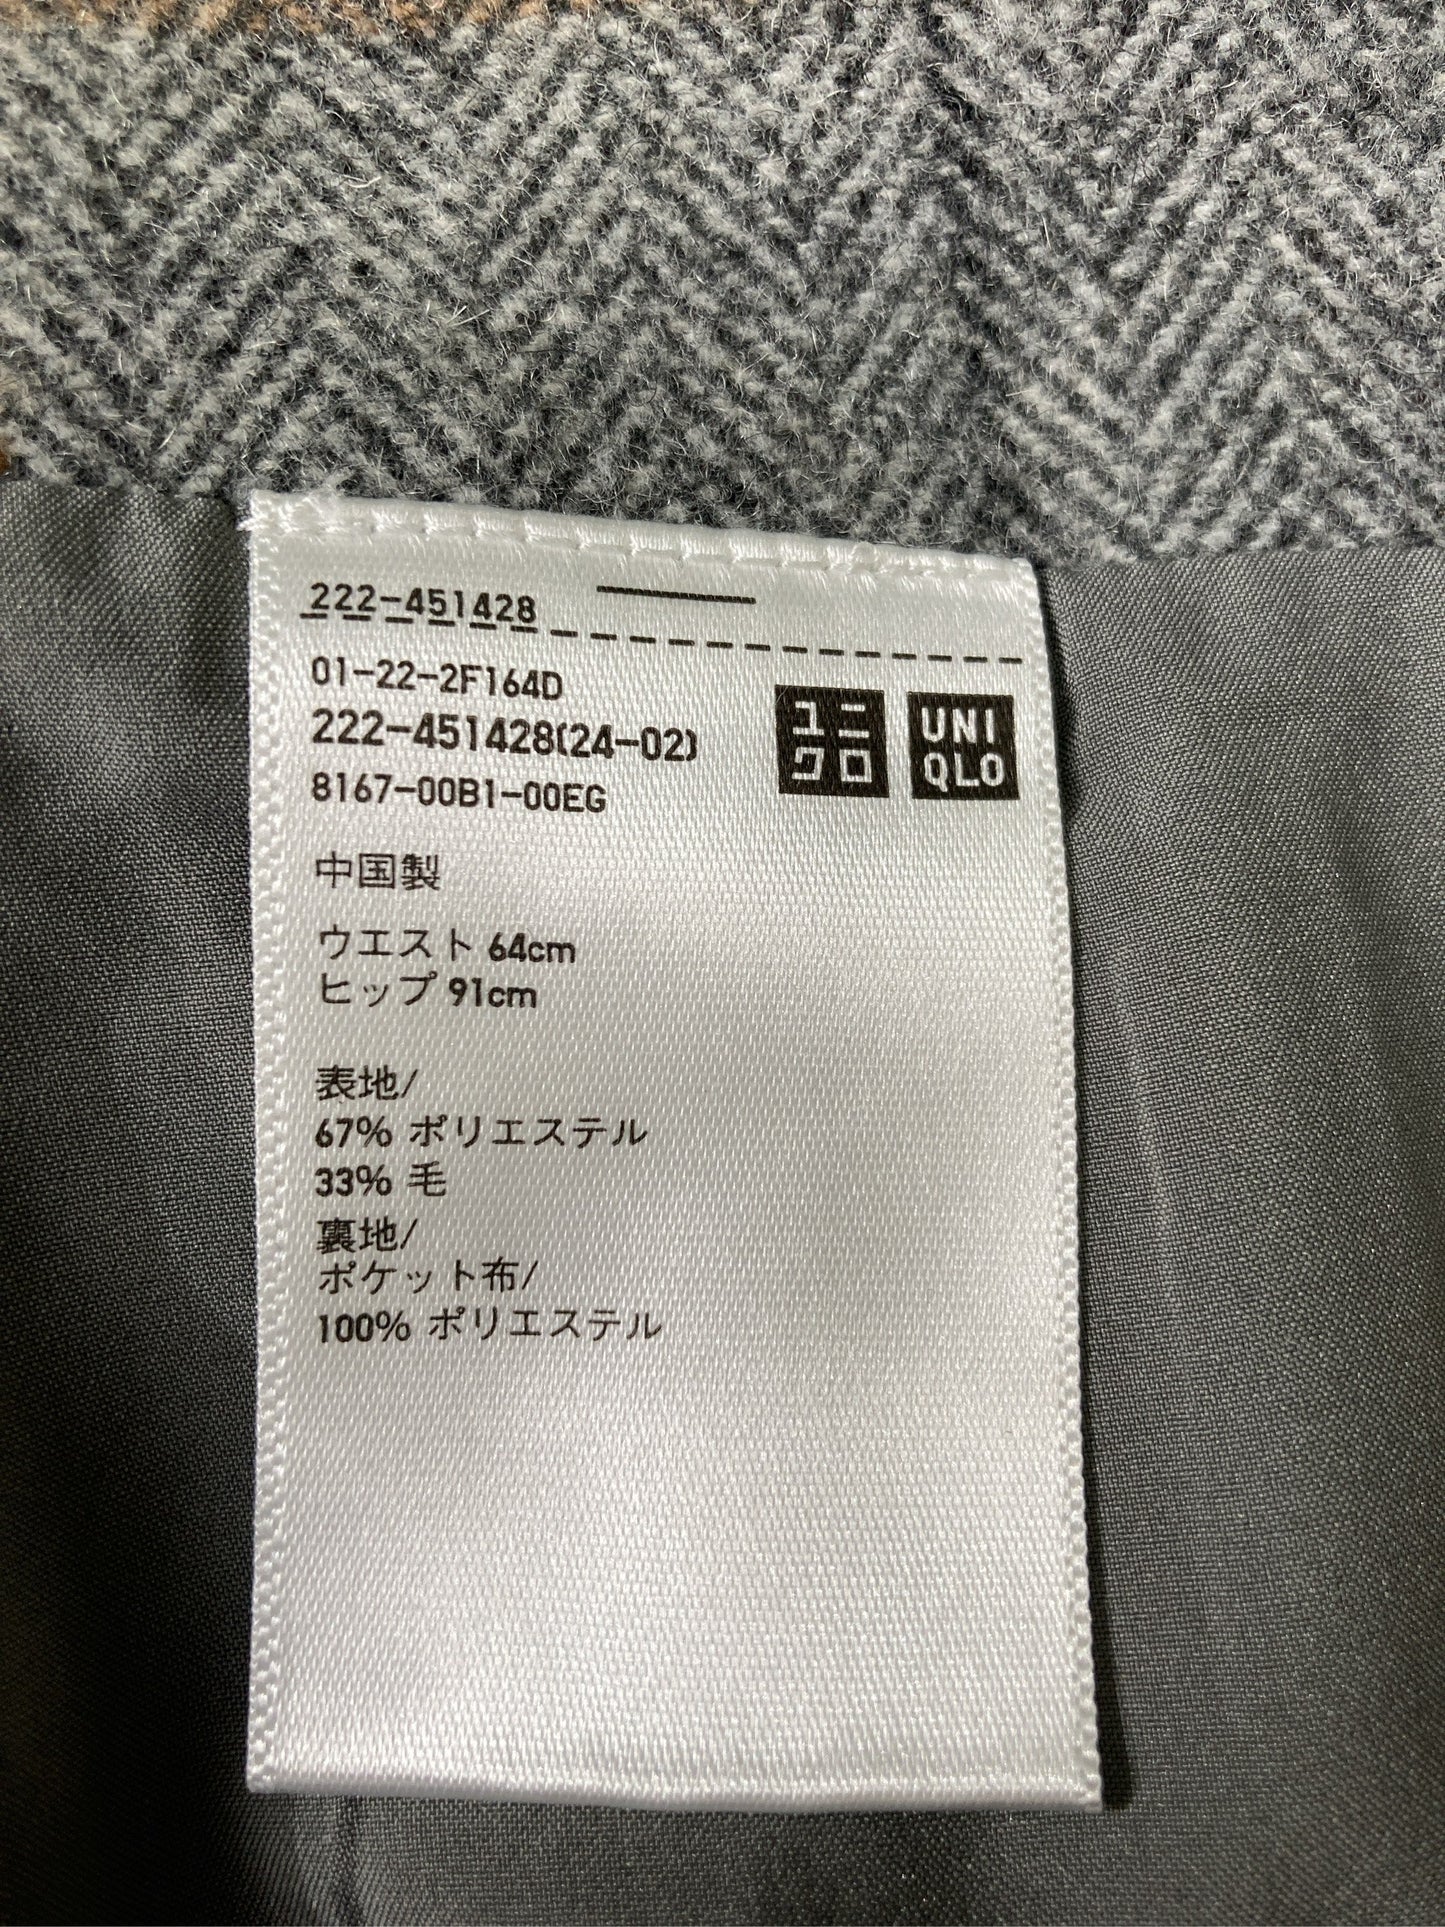 222-451428
01-22-2F164D
222-451428(24-02)
8167-00B1-00EG
ユニ
クロ
UNI
QLO
中国製
ウエスト 64cm
ヒップ 91cm
表地/
67% ポリエステル
33% 毛
裏地/
ポケット布/
100% ポリエステル